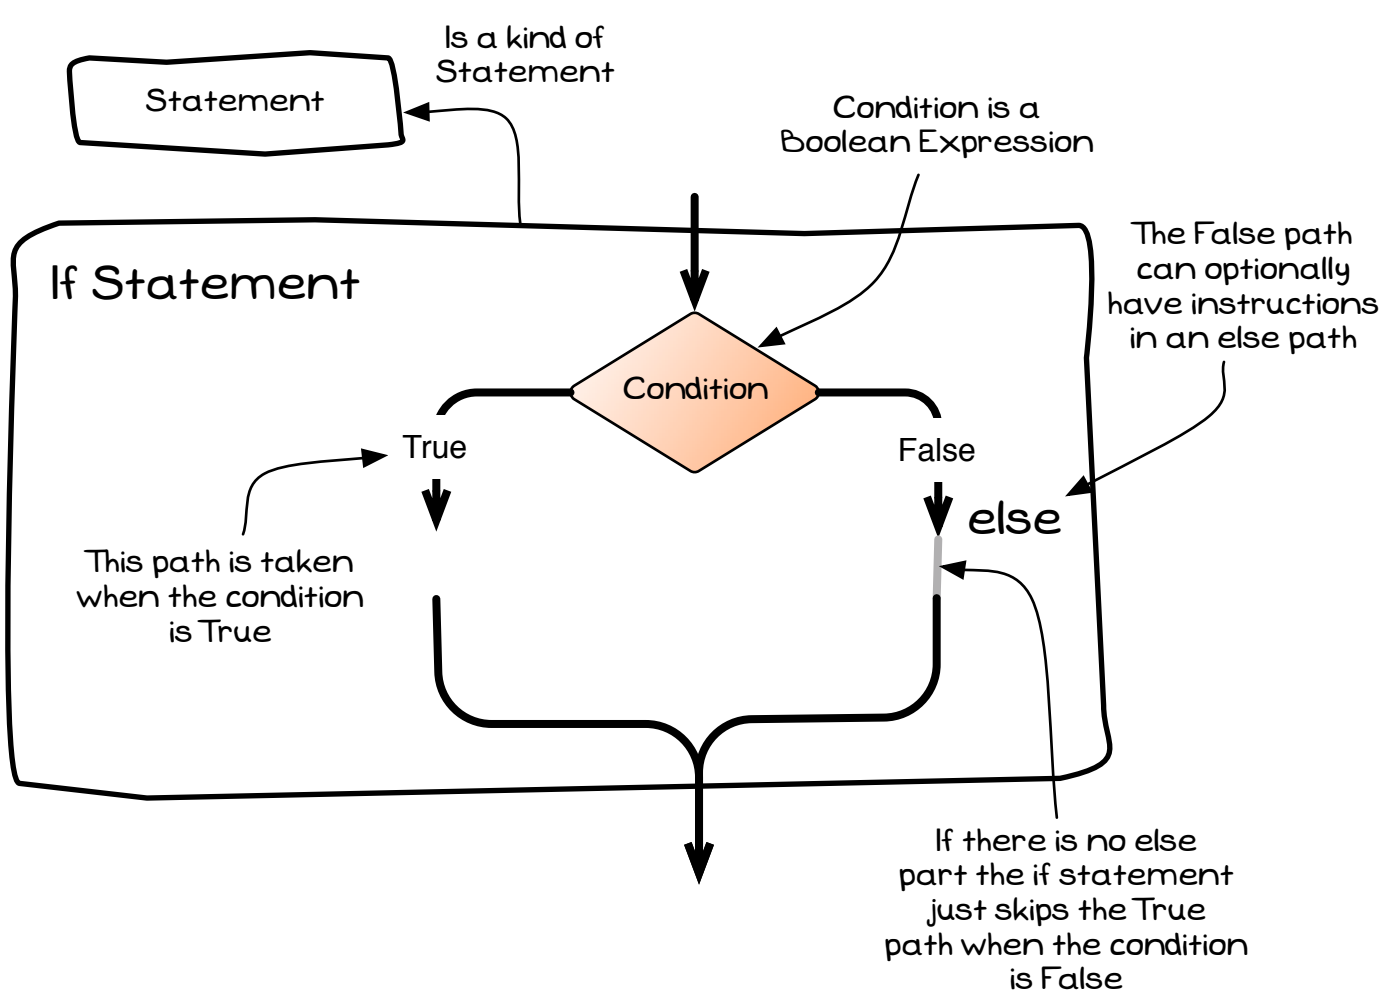 Is a kind of
Statement
Statement
Condition is a
Boolean Expression
The False path
can optionally
have instructions
in an else path
If Statement
Condition
True
False
else
This path is taken
when the condition
is True
If there is no else
part the if statement
just skips the True
path when the condition
is False